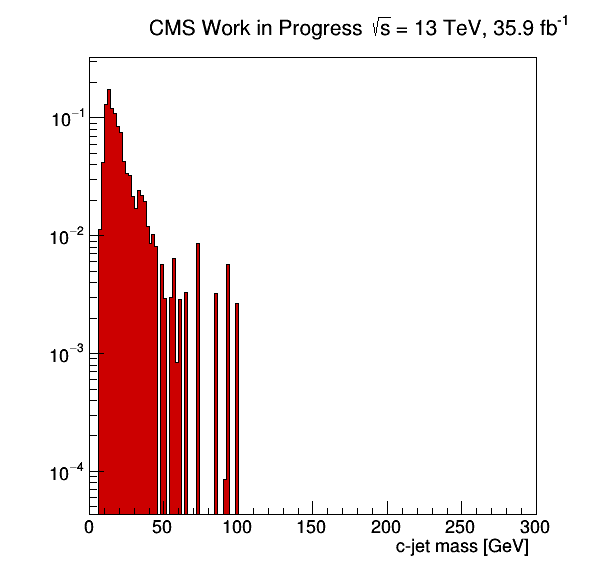 CMS Work in Progress √s = 13 TeV, 35.9 fb⁻¹
10⁻¹
10⁻²
10⁻³
10⁻⁴
0 50 100 150 200 250 300
c-jet mass [GeV]